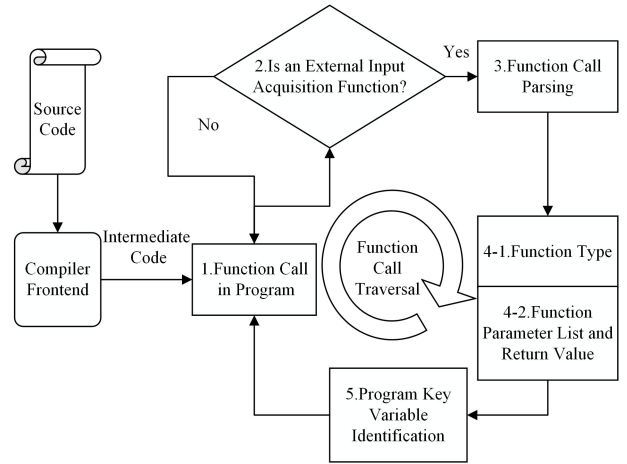 2.Is an External Input
Acquisition Function?
Yes
3.Function Call
Parsing
No
Source
Code
Intermediate
Code
Compiler
Frontend
1.Function Call
in Program
Function
Call
Traversal
4-1.Function Type
4-2.Function
Parameter List and
Return Value
5.Program Key
Variable
Identification